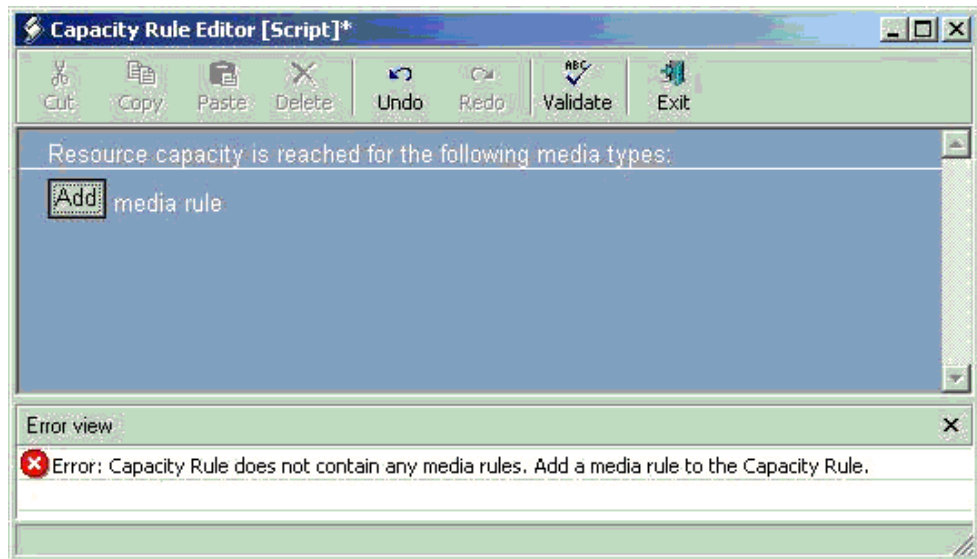 Capacity Rule Editor [Script]*
Cut Copy Paste Delete Undo Redo ABC Validate Exit
Resource capacity is reached for the following media types:
Add media rule
Error view
Error: Capacity Rule does not contain any media rules. Add a media rule to the Capacity Rule.